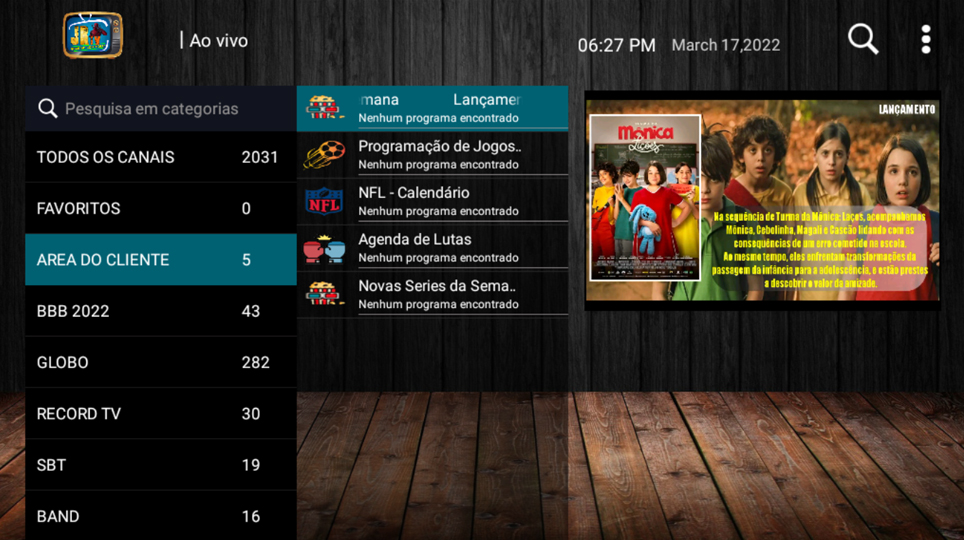 | Ao vivo
06:27 PM March 17,2022
Pesquisa em categorias
TODOS OS CANAIS 2031
FAVORITOS 0
AREA DO CLIENTE 5
BBB 2022 43
GLOBO 282
RECORD TV 30
SBT 19
BAND 16
mana Lançamer
Nenhum programa encontrado
Programação de Jogos..
Nenhum programa encontrado
NFL
NFL - Calendário
Nenhum programa encontrado
Agenda de Lutas
Nenhum programa encontrado
Novas Series da Sema..
Nenhum programa encontrado
LANÇAMENTO
Mônica
Lições
Na sequência de Turma da Mônica: Laços, acompanhamos
Mônica, Cebolinha, Magali e Cascão lidando com os
consequências de um erro cometido na escola.
Ao mesmo tempo, eles enfrentam transformações da
passagem da infância para a adolescência, e estão prestes
a descobrir o valor da amizade.